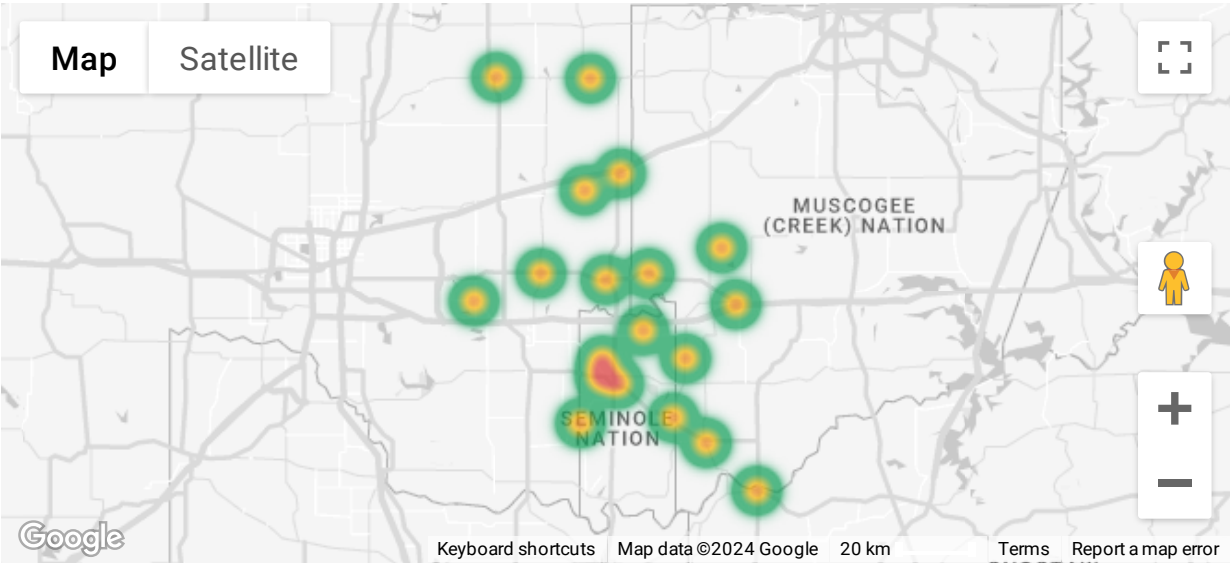 Map Satellite
MUSCOGEE
(CREEK) NATION
SEMINOLE
NATION
Google
Keyboard shortcuts Map data ©2024 Google 20 km Terms Report a map error